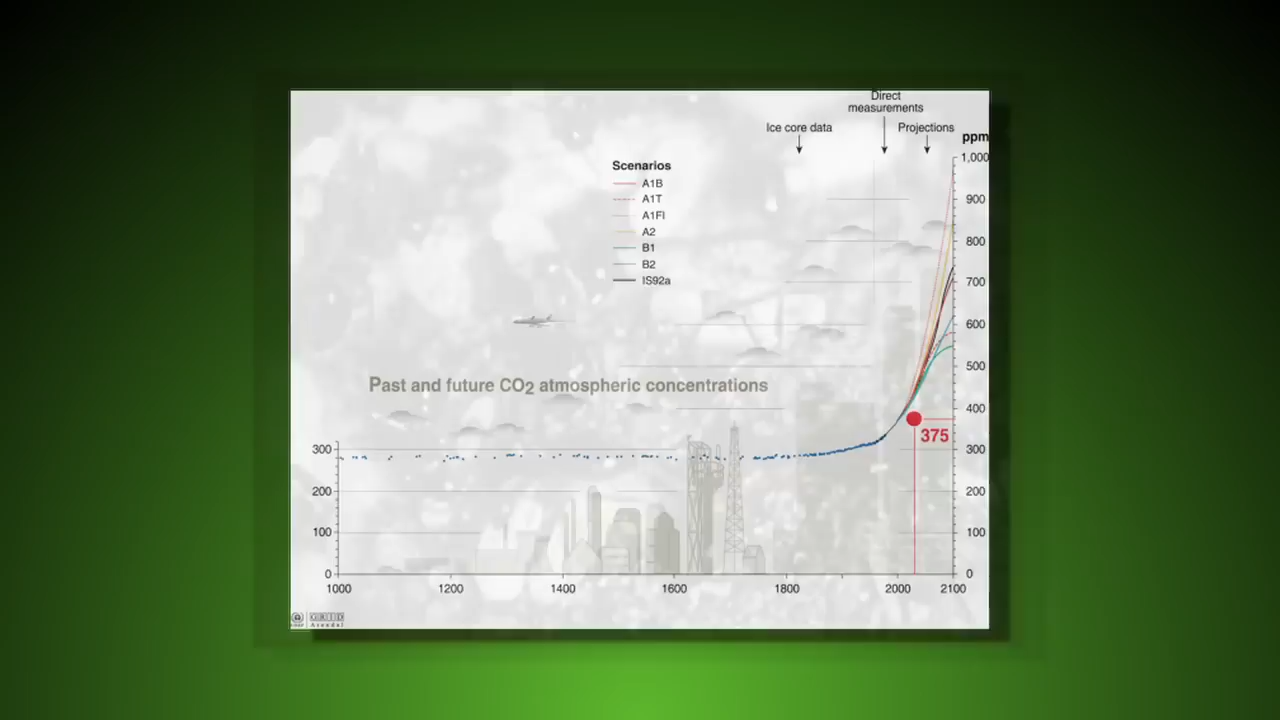 Direct
measurements
Ice core data
Projections
ppm
Scenarios
A1B
A1T
A1FI
A2
B1
B2
IS92a
1,000
900
800
700
600
500
400
300
200
100
0
Past and future CO2 atmospheric concentrations
375
300
200
100
0
1000
1200
1400
1600
1800
2000
2100
GRID
Arendal